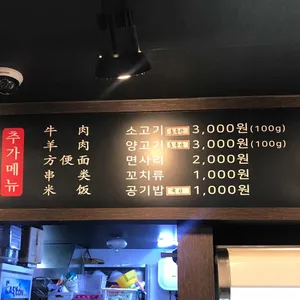 추가메뉴
牛 肉 소고기 3,000원(100g)
羊 肉 양고기 3,000원(100g)
方便面 면사리 2,000원
串 类 꼬치류 1,000원
米 饭 공기밥 1,000원